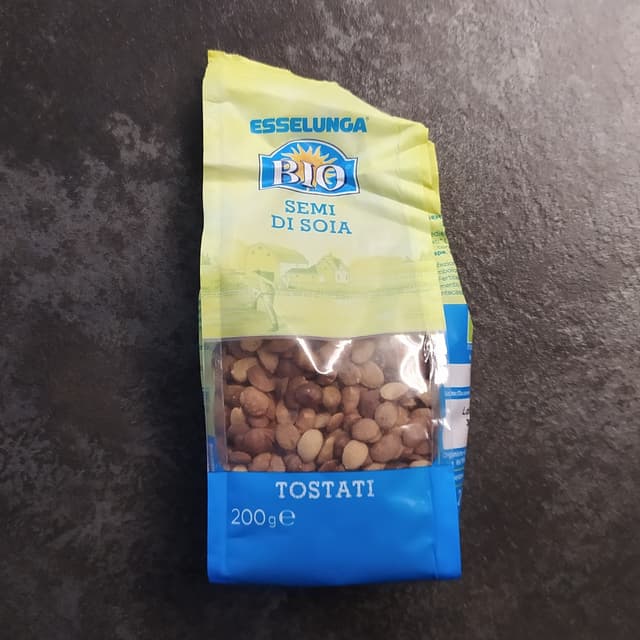 ESSELUNGA
BIO
SEMI
DI SOIA
TOSTATI
200g e